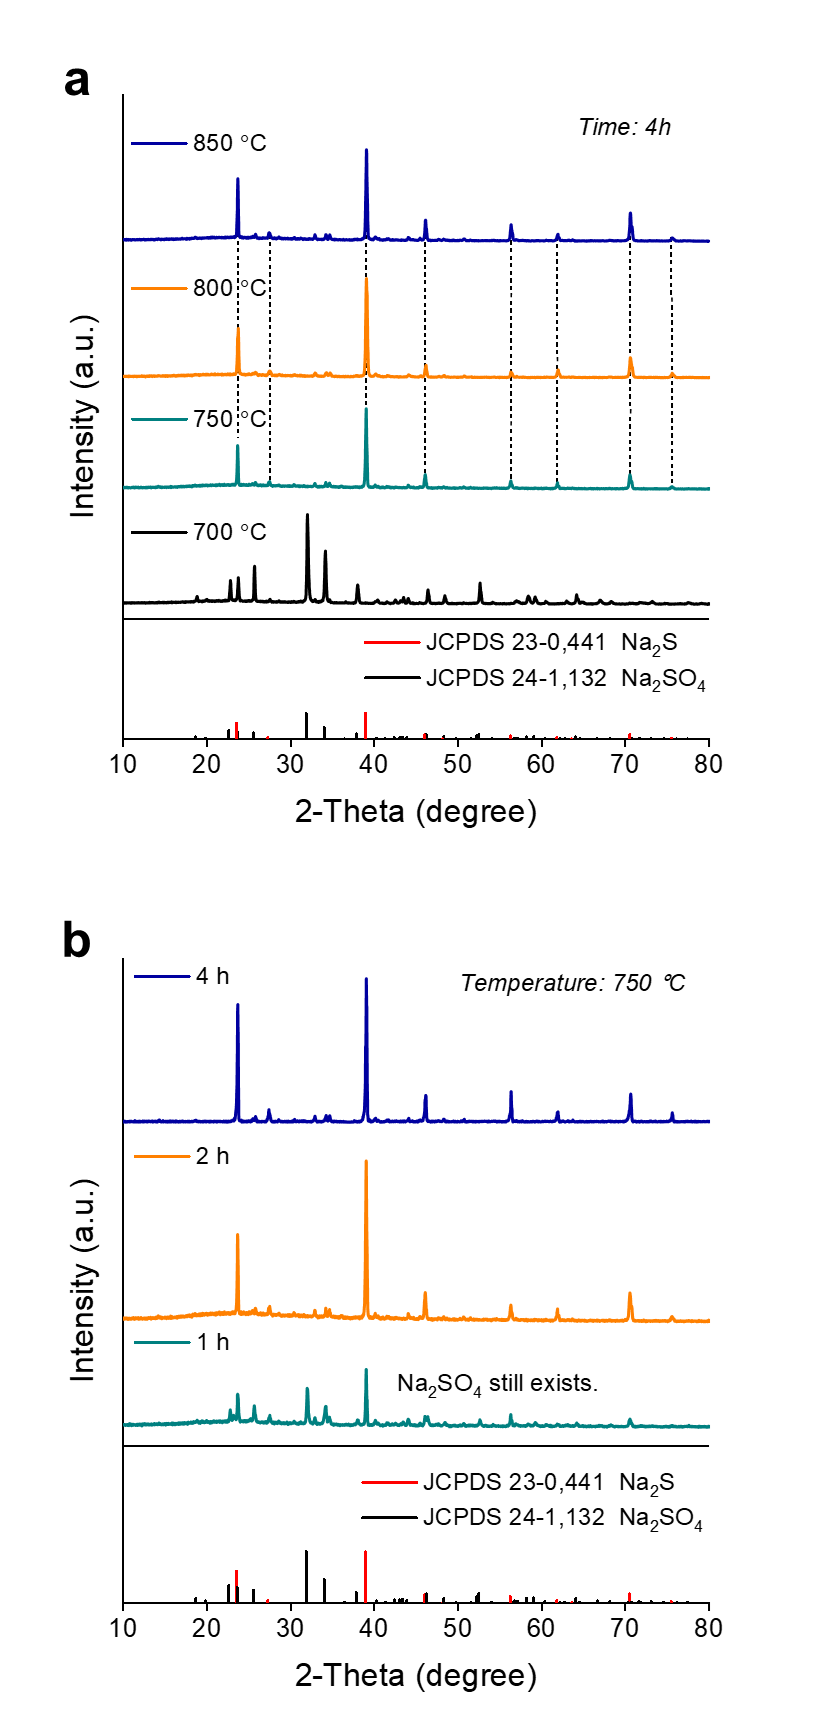 a
850 °C
Time: 4h
800 °C
750 °C
700 °C
Intensity (a.u.)
JCPDS 23-0,441 Na₂S
JCPDS 24-1,132 Na₂SO₄
10 20 30 40 50 60 70 80
2-Theta (degree)
b
4 h
Temperature: 750 ℃
2 h
1 h
Na₂SO₄ still exists.
Intensity (a.u.)
JCPDS 23-0,441 Na₂S
JCPDS 24-1,132 Na₂SO₄
10 20 30 40 50 60 70 80
2-Theta (degree)